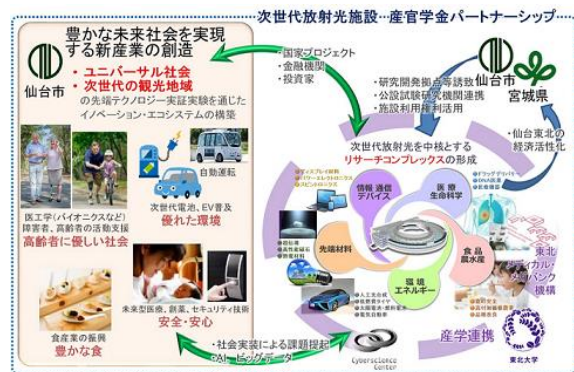 次世代放射光施設…産官学金パートナーシップ
豊かな未来社会を実現
する新産業の創造
・ユニバーサル社会
・次世代の観光地域
の先端テクノロジー実証実験を通じた
イノベーション・エコシステムの構築
仙台市
自動運転
次世代電池、EV普及
優れた環境
医工学(バイオニクスなど)
障害者、高齢者の活動支援
高齢者に優しい社会
未来型医療、創薬、セキュリティ技術
安全・安心
食産業の振興
豊かな食
・国家プロジェクト
・金融機関
・投資家
・研究開発拠点等誘致
・公設試験研究機関連携
・施設利用権利活用
仙台市
宮城県
・仙台東北の
経済活性化
次世代放射光を中核とする
リサーチコンプレックスの形成
情報通信
デバイス
医療
生命科学
先端材料
食品
農水産
環境
エネルギー
東北
メディカル・
メガバンク
機構
産学連携
東北大学
Cyberscience
Center
・社会実装による課題提起
・AI、ビッグデータ